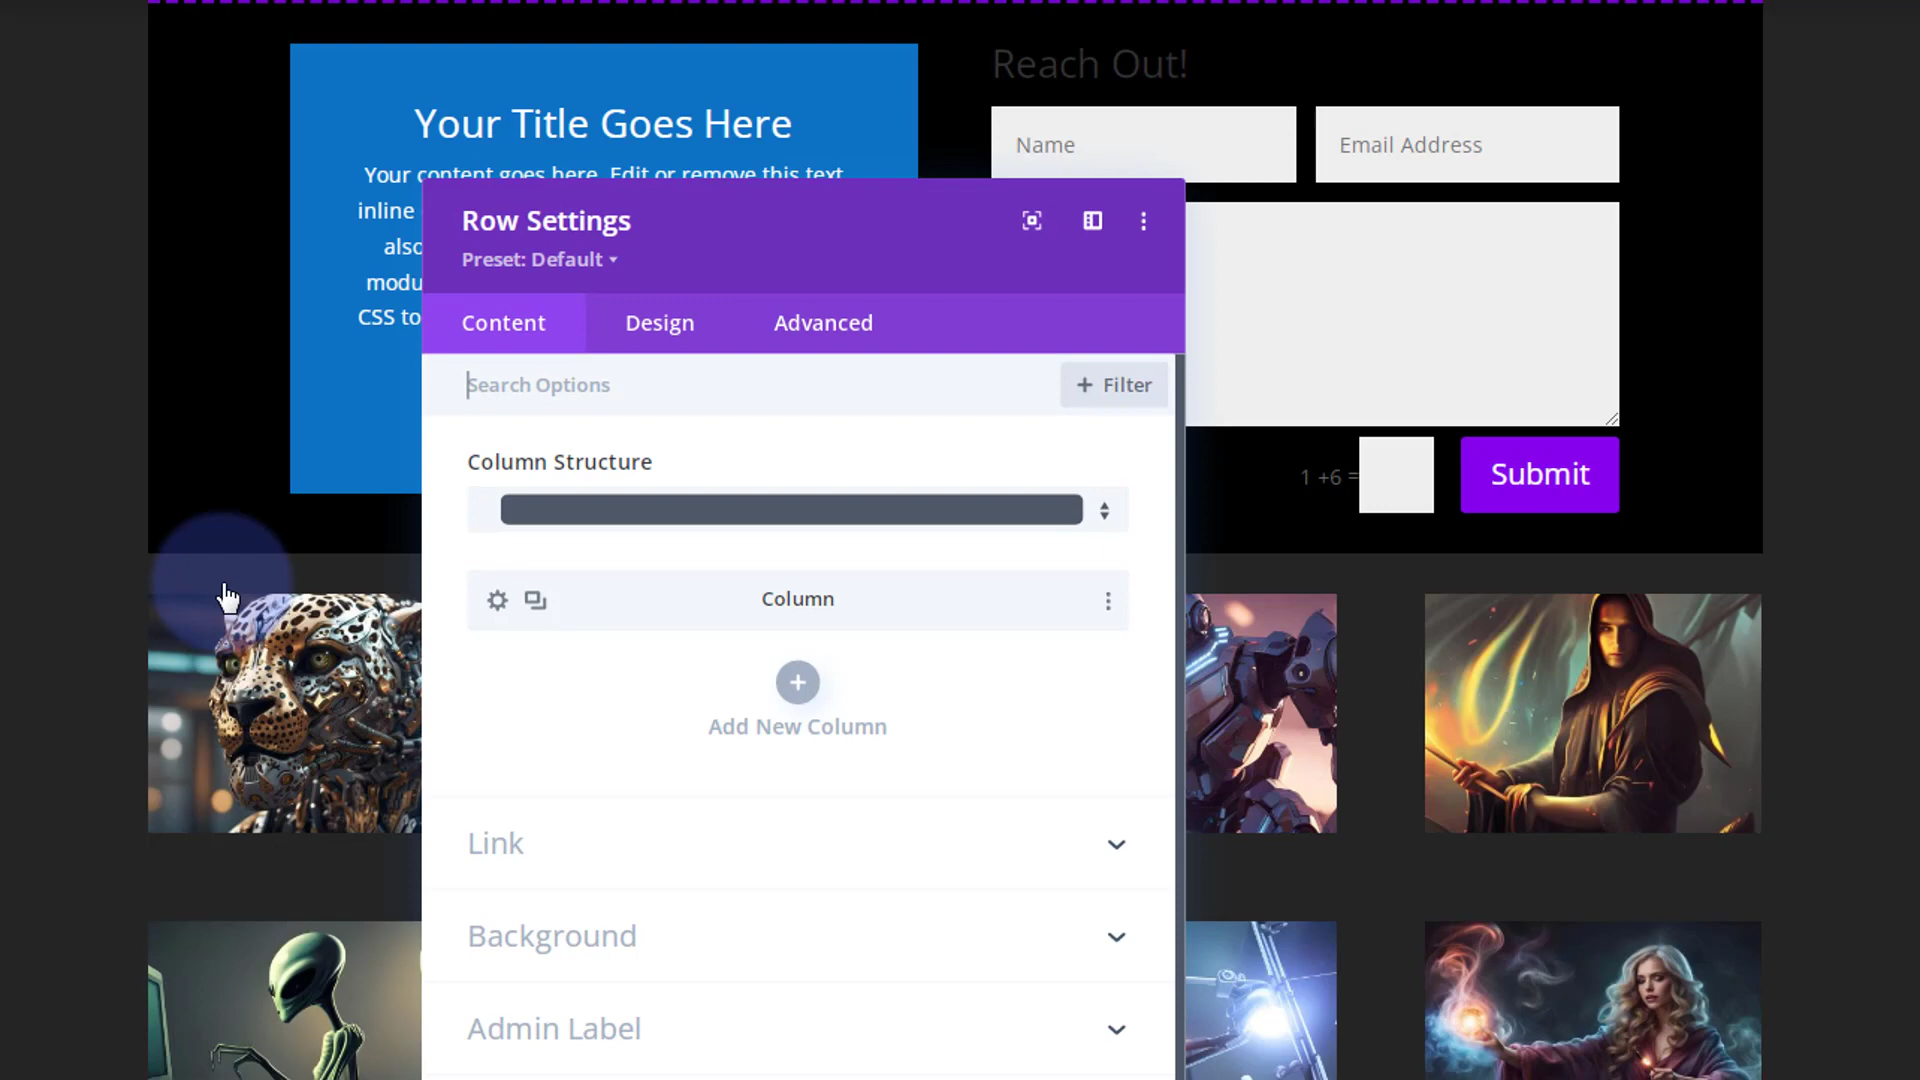 Reach Out!
Your Title Goes Here
Name
Email Address
Your content goes here. Edit or remove this text
inline
also
modu
CSS to
Row Settings
Preset: Default
Content
Design
Advanced
Search Options
+ Filter
Column Structure
1 +6 =
Submit
Column
Add New Column
Link
Background
Admin Label